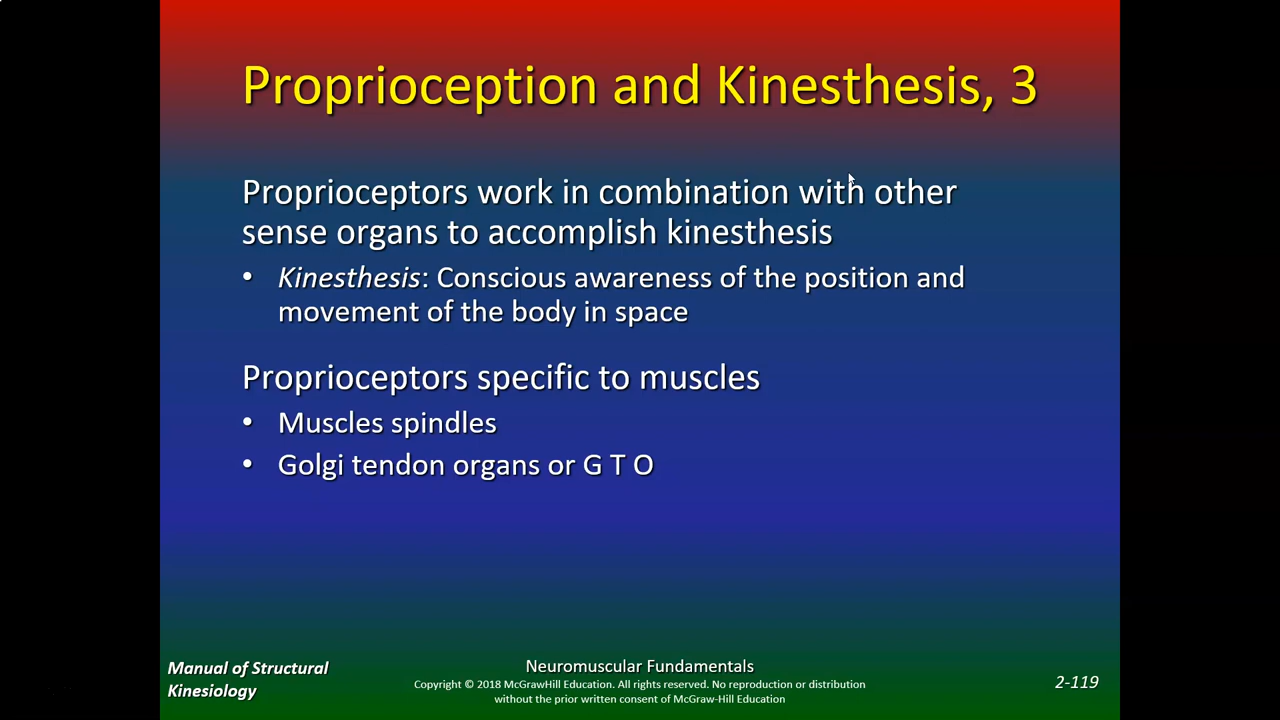 Proprioception and Kinesthesis, 3
Proprioceptors work in combination with other
sense organs to accomplish kinesthesis
• Kinesthesis: Conscious awareness of the position and
movement of the body in space
Proprioceptors specific to muscles
• Muscles spindles
• Golgi tendon organs or G T O
Manual of Structural
Kinesiology
Neuromuscular Fundamentals
Copyright © 2018 McGrawHill Education. All rights reserved. No reproduction or distribution
without the prior written consent of McGraw-Hill Education
2-119